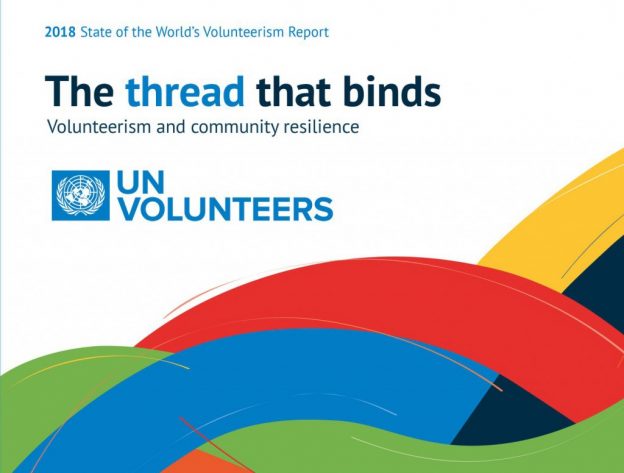 2018 State of the World's Volunteerism Report
The thread that binds
Volunteerism and community resilience
UN
VOLUNTEERS